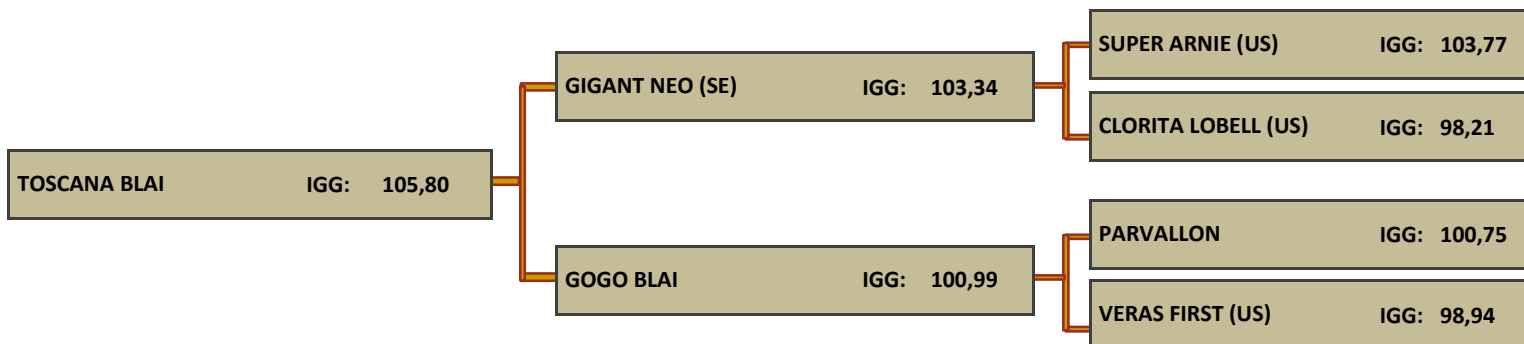 SUPER ARNIE (US) IGG: 103,77
GIGANT NEO (SE) IGG: 103,34
CLORITA LOBELL (US) IGG: 98,21
TOSCANA BLAI IGG: 105,80
PARVALLON IGG: 100,75
GOGO BLAI IGG: 100,99
VERAS FIRST (US) IGG: 98,94